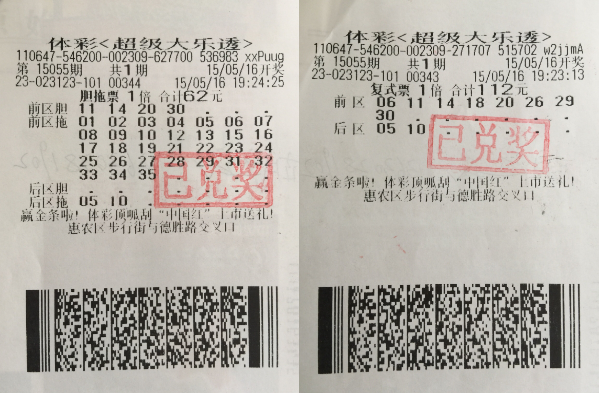 体彩<超级大乐透>
110647-546200-002309-627700 536983 xxPuug
第 15055期 共1期 15/05/16开奖
23-023123-101 00344 15/05/16 19:24:25
胆拖票 1倍 合计62元
前区胆 11 14 20 30 . . .
前区拖 01 02 03 04 05 06 07
08 09 10 12 13 15 16
17 18 19 21 22 23 24
25 26 27 28 29 31 32
33 34 35 . . . .
已兑奖
后区胆 . . . . . . .
后区拖 05 10 . . . . .
赢金条啦! 体彩顶呱刮“中国红”上市送礼!
惠农区步行街与德胜路交叉口
体彩<超级大乐透>
110647-546200-002309-271707 515702 w2jjmA
第 15055期 共1期 15/05/16开奖
23-023123-101 00343 15/05/16 19:23:13
复式票 1倍 合计112元
前 区 06 11 14 18 20 26 29
30 . . . . . .
后 区 05 10 . . . . .
已兑奖
赢金条啦! 体彩顶呱刮“中国红”上市送礼!
惠农区步行街与德胜路交叉口